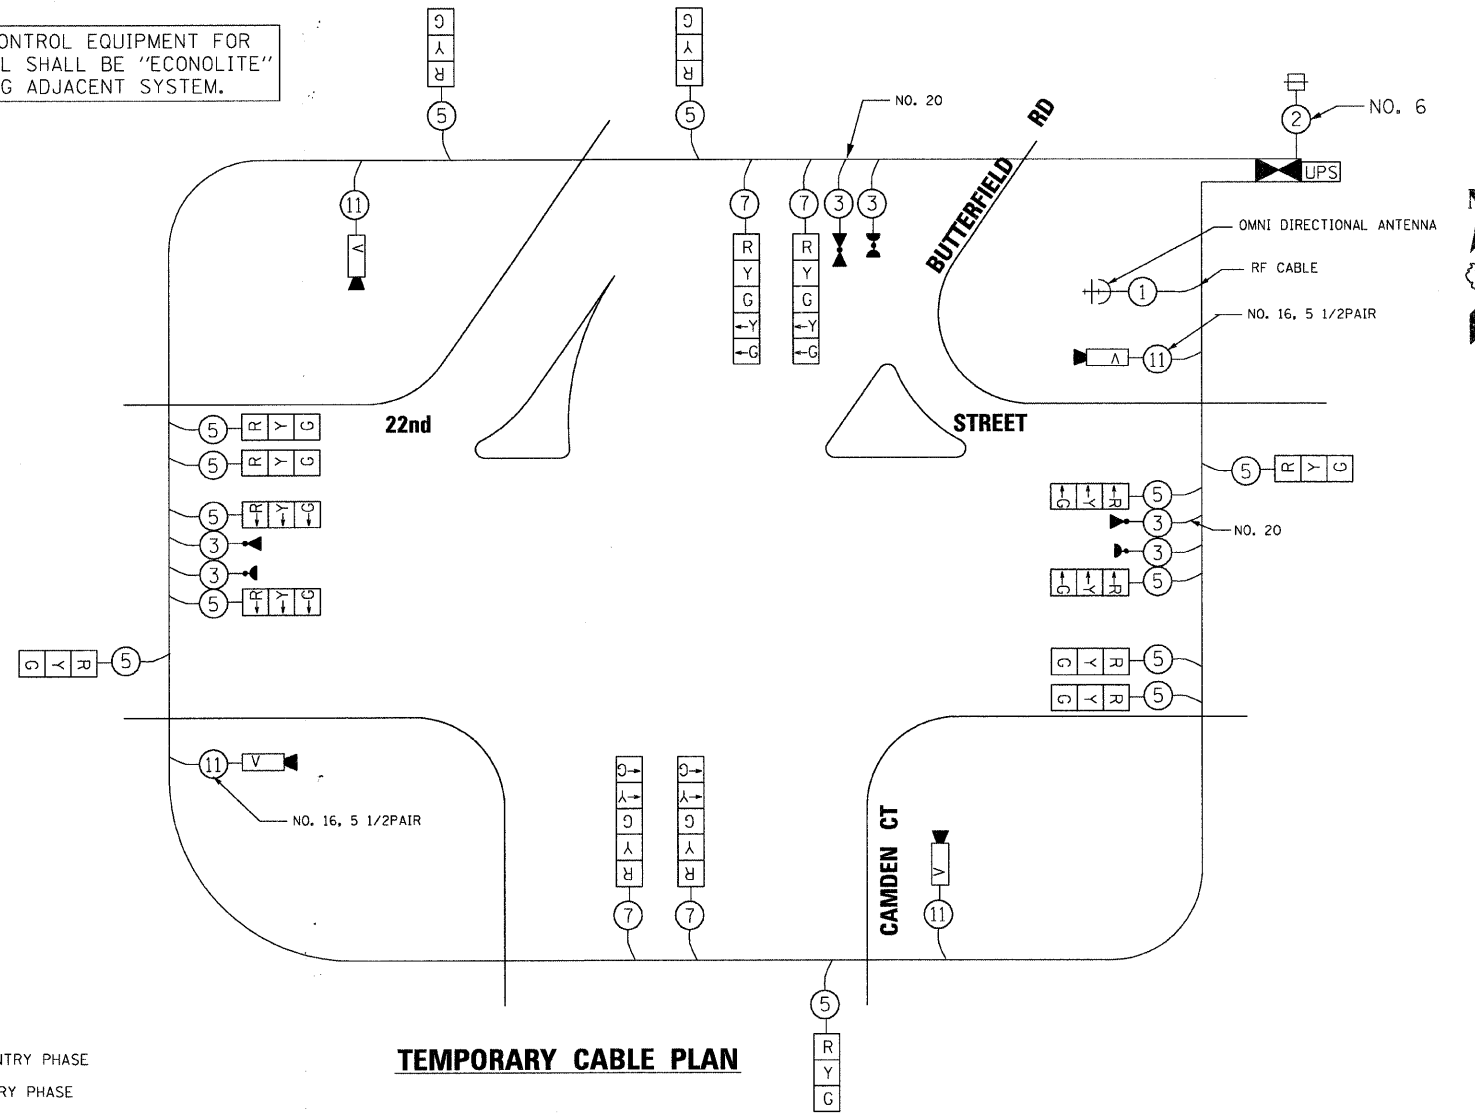 ONTROL EQUIPMENT FOR
L SHALL BE "ECONOLITE"
G ADJACENT SYSTEM.
G
Y
R
5
G
Y
R
5
NO. 20
2
NO. 6
UPS
BUTTERFIELD RD
11
V
7
R
Y
G
←Y
←G
7
R
Y
G
←Y
←G
3
3
OMNI DIRECTIONAL ANTENNA
RF CABLE
1
NO. 16, 5 1/2PAIR
V
11
22nd
STREET
5 R Y G
5 R Y G
5 ←R ←Y ←G
3
3
5 ←R ←Y ←G
G Y R 5
5 R Y G
←G ←Y ←R 5
3
NO. 20
3
←G ←Y ←R 5
G Y R 5
G Y R 5
11 V
NO. 16, 5 1/2PAIR
←G
←Y
G
Y
R
7
←G
←Y
G
Y
R
7
CAMDEN CT
V
11
5
R
Y
G
NTRY PHASE
RY PHASE
TEMPORARY CABLE PLAN